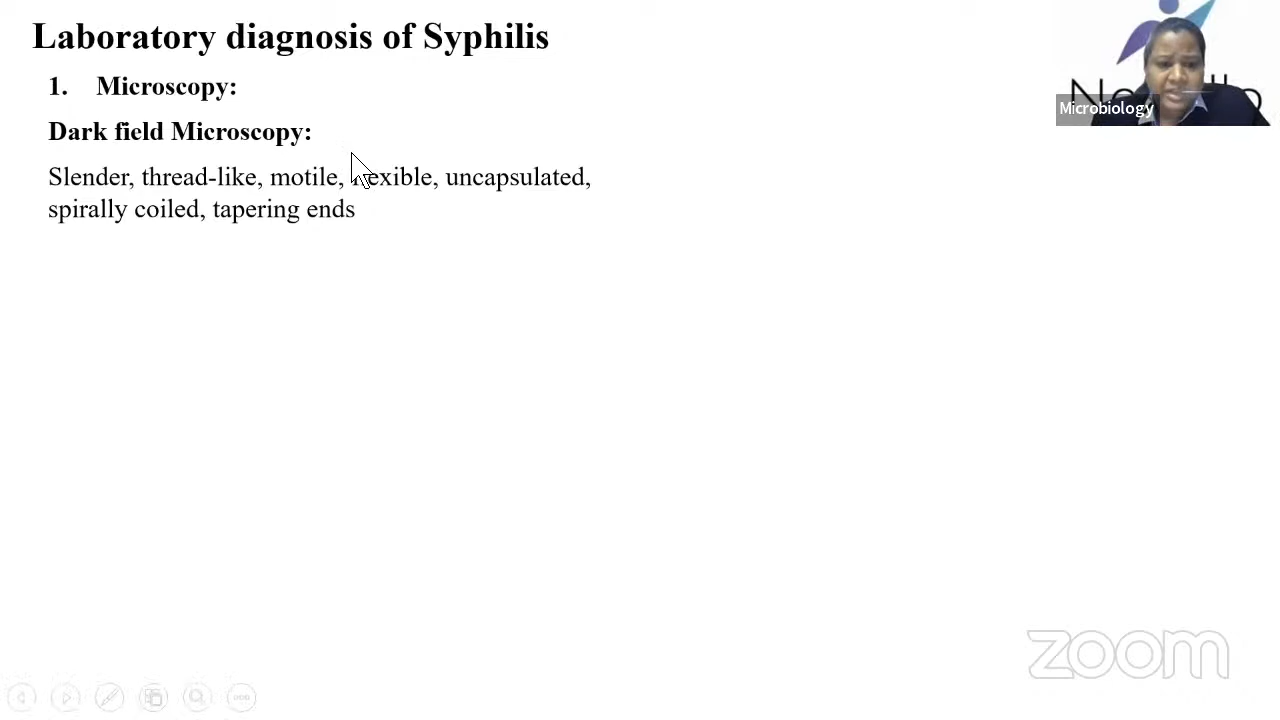 Laboratory diagnosis of Syphilis
1. Microscopy:
Dark field Microscopy:
Slender, thread-like, motile, flexible, uncapsulated,
spirally coiled, tapering ends
Microbiology
zoom